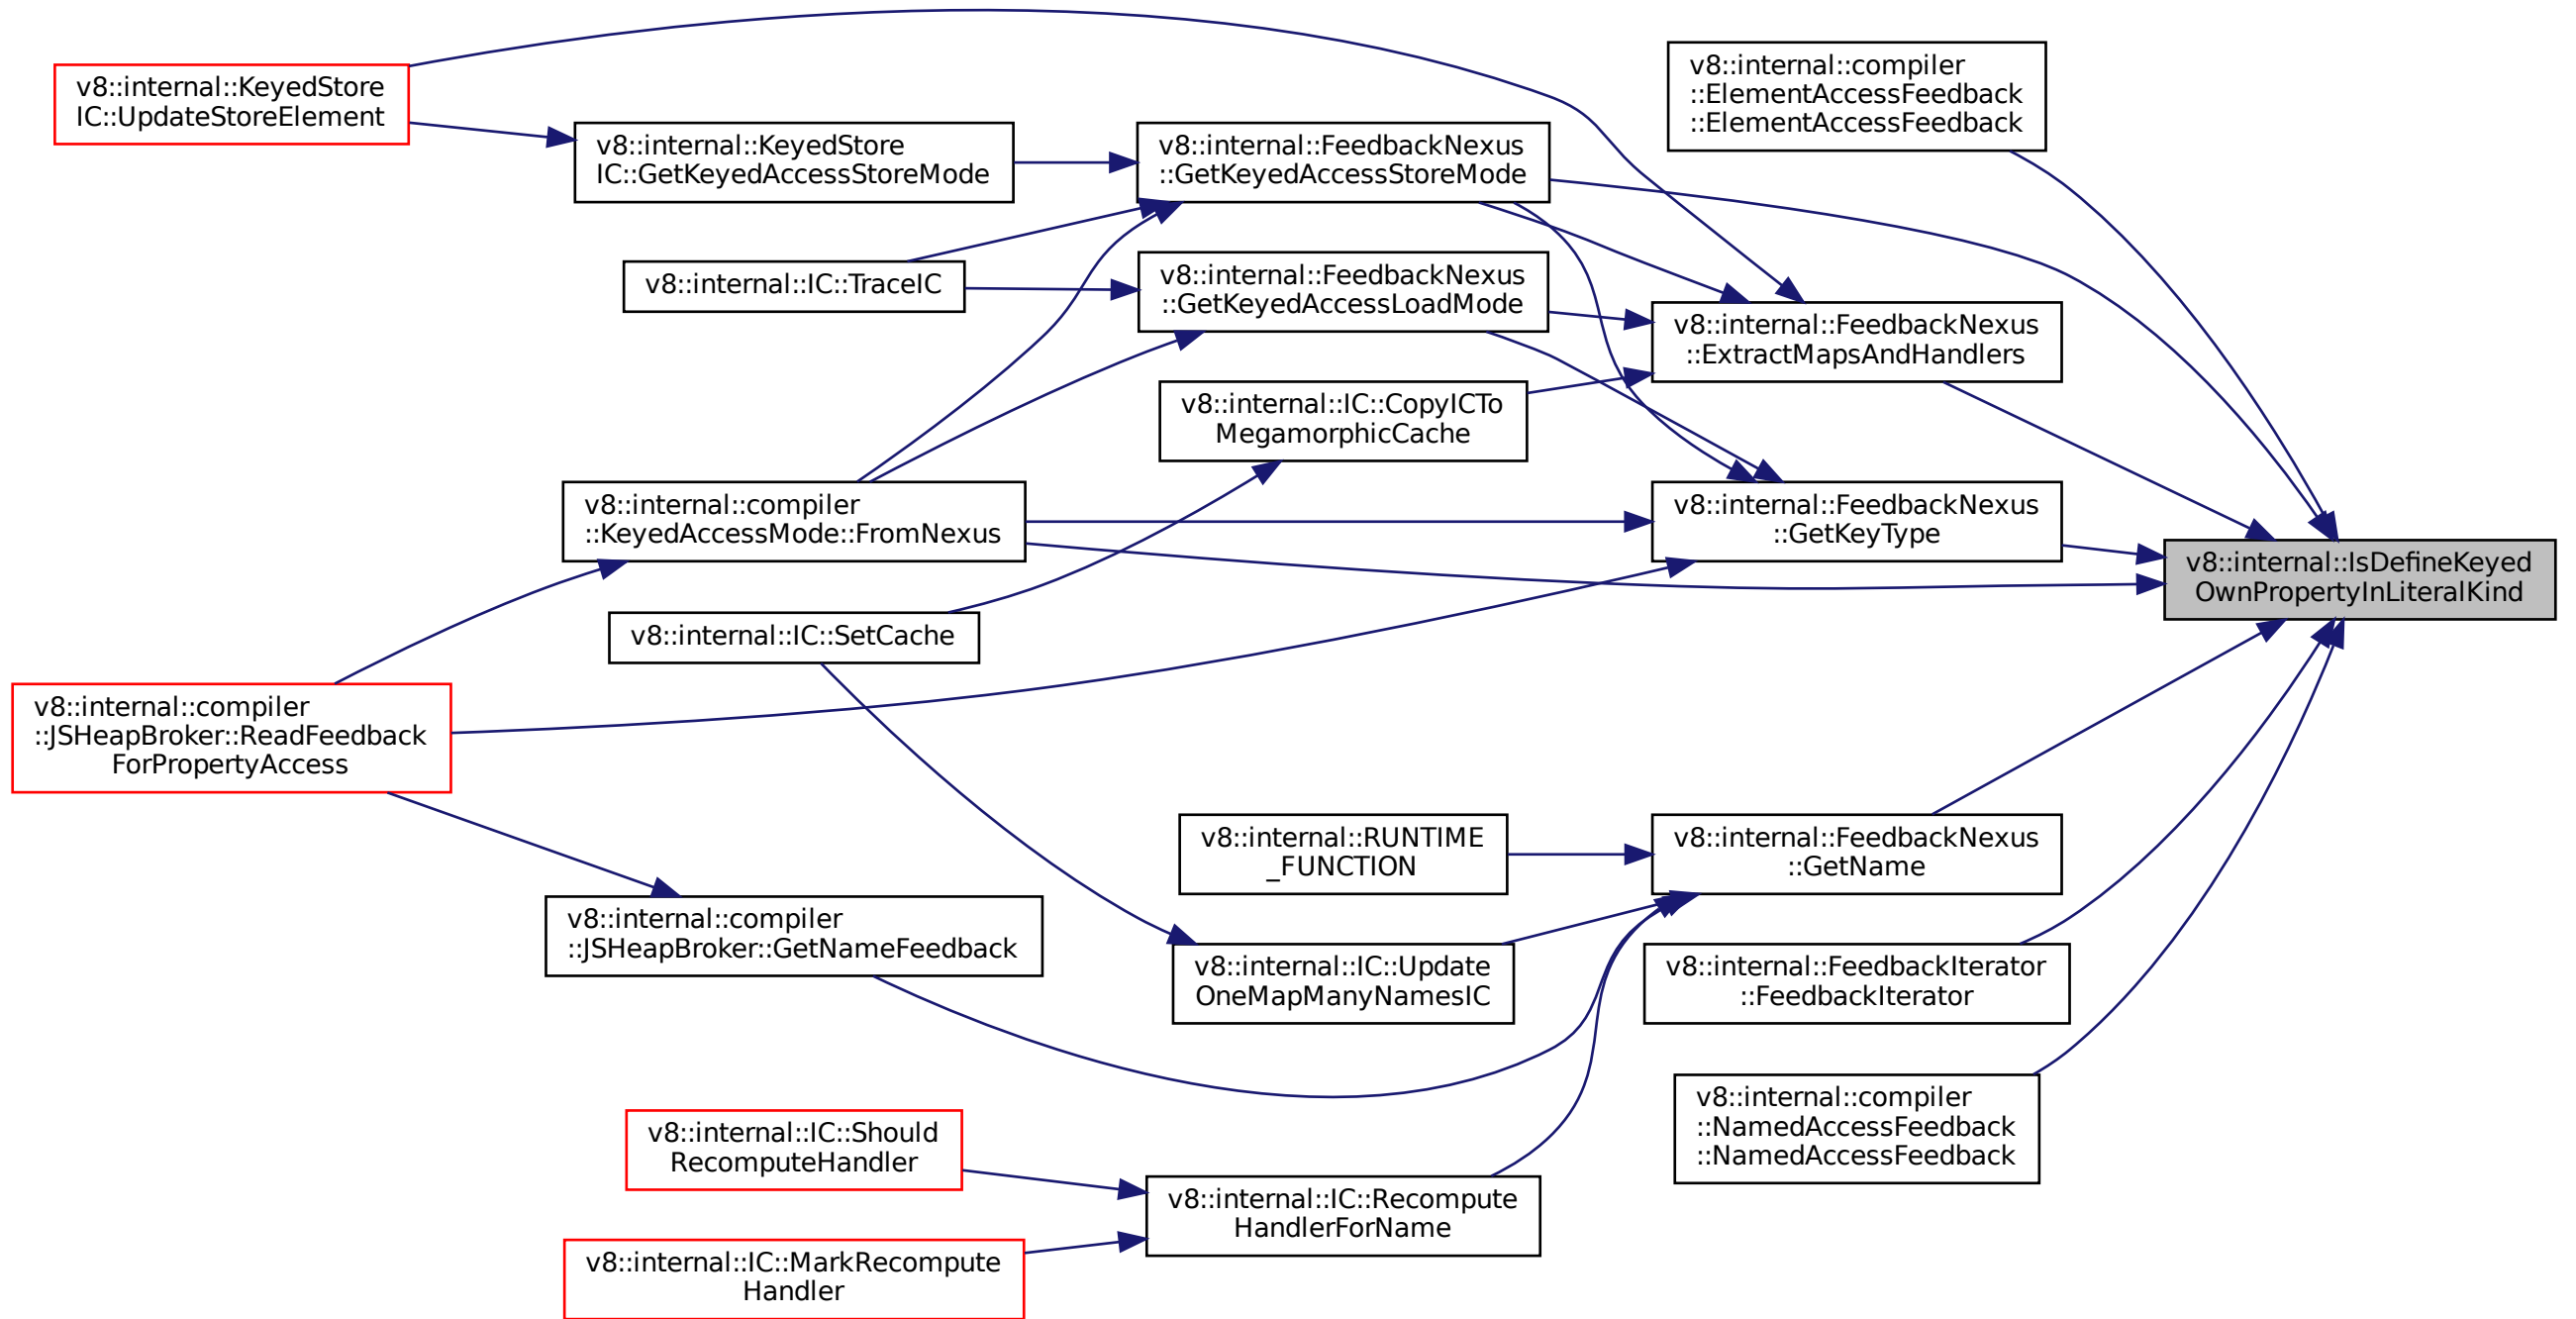 v8::internal::KeyedStore
IC::UpdateStoreElement
v8::internal::compiler
::ElementAccessFeedback
::ElementAccessFeedback
v8::internal::KeyedStore
IC::GetKeyedAccessStoreMode
v8::internal::FeedbackNexus
::GetKeyedAccessStoreMode
v8::internal::IC::TraceIC
v8::internal::FeedbackNexus
::GetKeyedAccessLoadMode
v8::internal::FeedbackNexus
::ExtractMapsAndHandlers
v8::internal::IC::CopyICTo
MegamorphicCache
v8::internal::compiler
::KeyedAccessMode::FromNexus
v8::internal::FeedbackNexus
::GetKeyType
v8::internal::IsDefineKeyed
OwnPropertyInLiteralKind
v8::internal::IC::SetCache
v8::internal::compiler
::JSHeapBroker::ReadFeedback
ForPropertyAccess
v8::internal::RUNTIME
_FUNCTION
v8::internal::FeedbackNexus
::GetName
v8::internal::compiler
::JSHeapBroker::GetNameFeedback
v8::internal::IC::Update
OneMapManyNamesIC
v8::internal::FeedbackIterator
::FeedbackIterator
v8::internal::compiler
::NamedAccessFeedback
::NamedAccessFeedback
v8::internal::IC::Should
RecomputeHandler
v8::internal::IC::Recompute
HandlerForName
v8::internal::IC::MarkRecompute
Handler